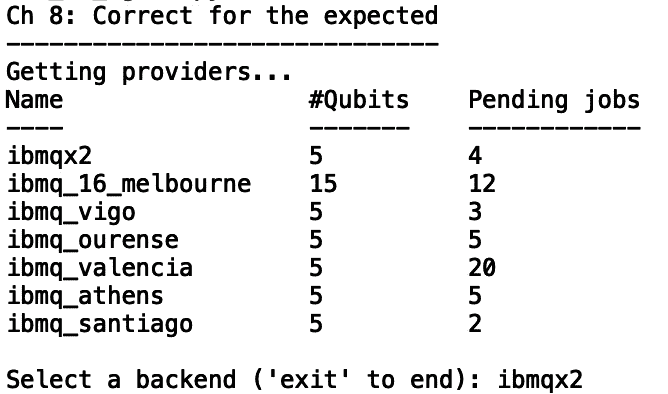 Ch 8: Correct for the expected
------------------------------
Getting providers...
Name #Qubits Pending jobs
---- ------- ------------
ibmqx2 5 4
ibmq_16_melbourne 15 12
ibmq_vigo 5 3
ibmq_ourense 5 5
ibmq_valencia 5 20
ibmq_athens 5 5
ibmq_santiago 5 2
Select a backend ('exit' to end): ibmqx2